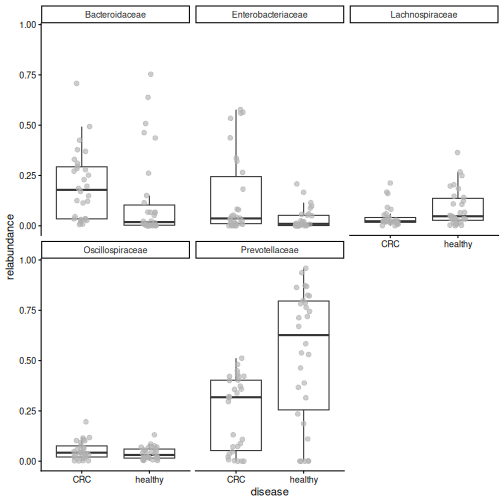 Bacteroidaceae Enterobacteriaceae Lachnospiraceae
1.00
0.75
0.50
0.25
0.00
CRC healthy
Oscillospiraceae Prevotellaceae
1.00
0.75
0.50
0.25
0.00
CRC healthy CRC healthy
disease
relabundance